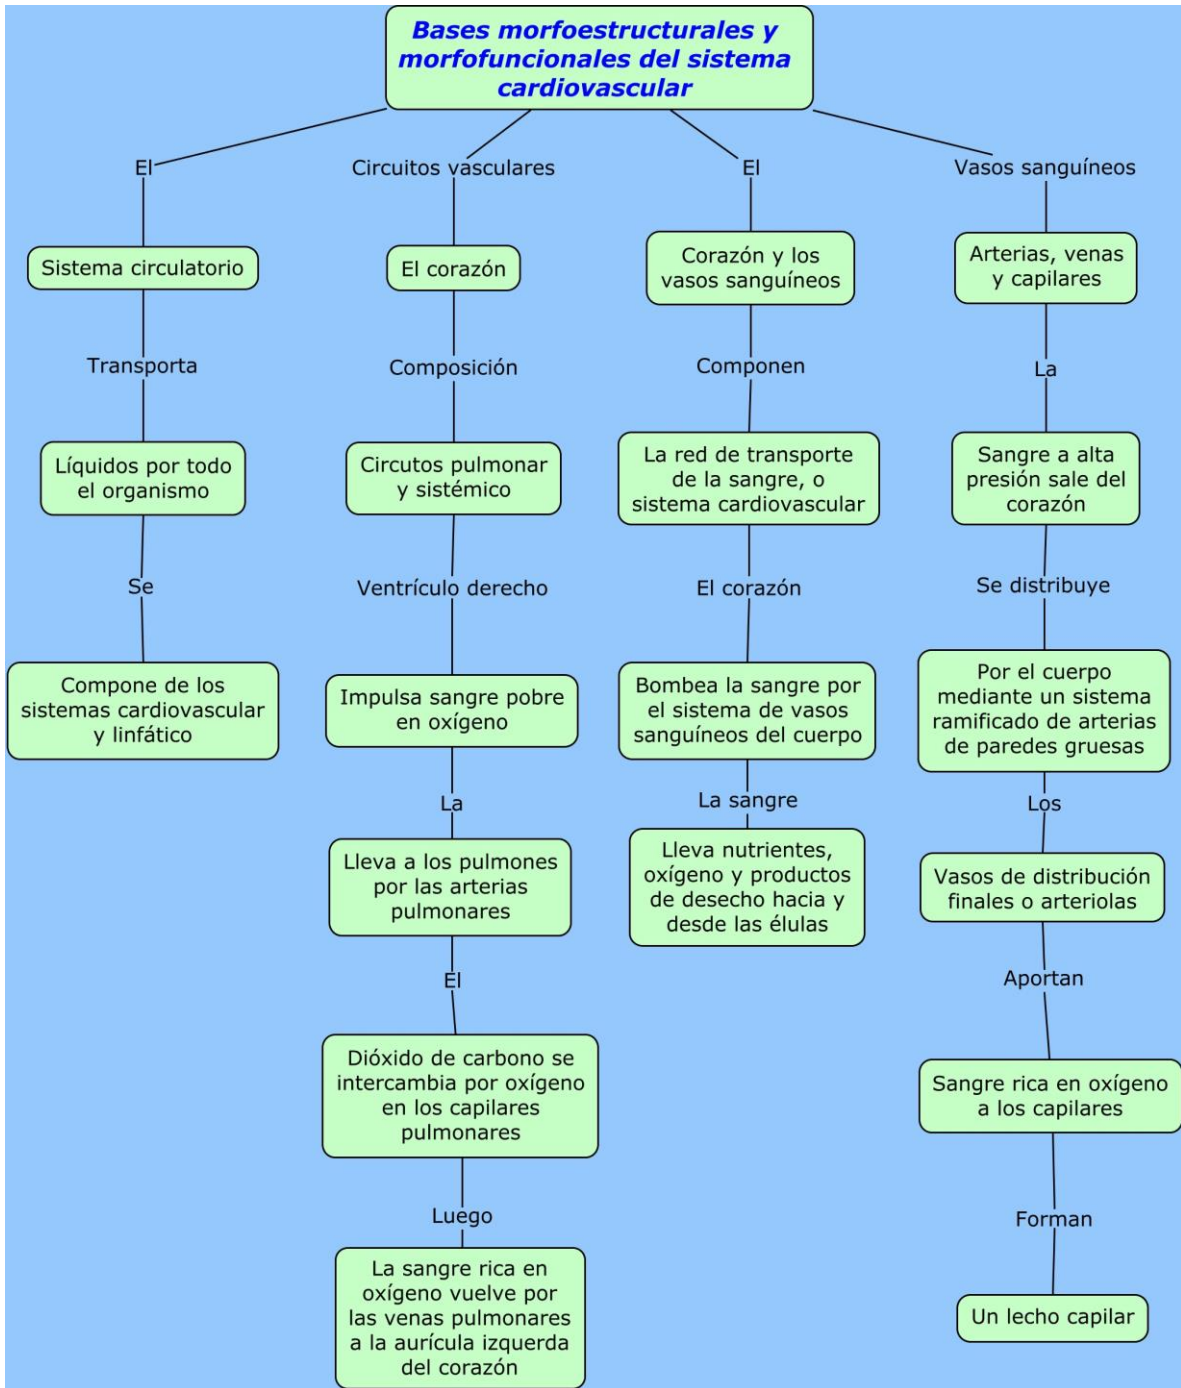 Bases morfoestructurales y
morfofuncionales del sistema
cardiovascular
El
Sistema circulatorio
Transporta
Líquidos por todo
el organismo
Se
Compone de los
sistemas cardiovascular
y linfático
Circuitos vasculares
El corazón
Composición
Circutos pulmonar
y sistémico
Ventrículo derecho
Impulsa sangre pobre
en oxígeno
La
Lleva a los pulmones
por las arterias
pulmonares
El
Dióxido de carbono se
intercambia por oxígeno
en los capilares
pulmonares
Luego
La sangre rica en
oxígeno vuelve por
las venas pulmonares
a la aurícula izquierda
del corazón
El
Corazón y los
vasos sanguíneos
Componen
La red de transporte
de la sangre, o
sistema cardiovascular
El corazón
Bombea la sangre por
el sistema de vasos
sanguíneos del cuerpo
La sangre
Lleva nutrientes,
oxígeno y productos
de desecho hacia y
desde las élulas
Vasos sanguíneos
Arterias, venas
y capilares
La
Sangre a alta
presión sale del
corazón
Se distribuye
Por el cuerpo
mediante un sistema
ramificado de arterias
de paredes gruesas
Los
Vasos de distribución
finales o arteriolas
Aportan
Sangre rica en oxígeno
a los capilares
Forman
Un lecho capilar